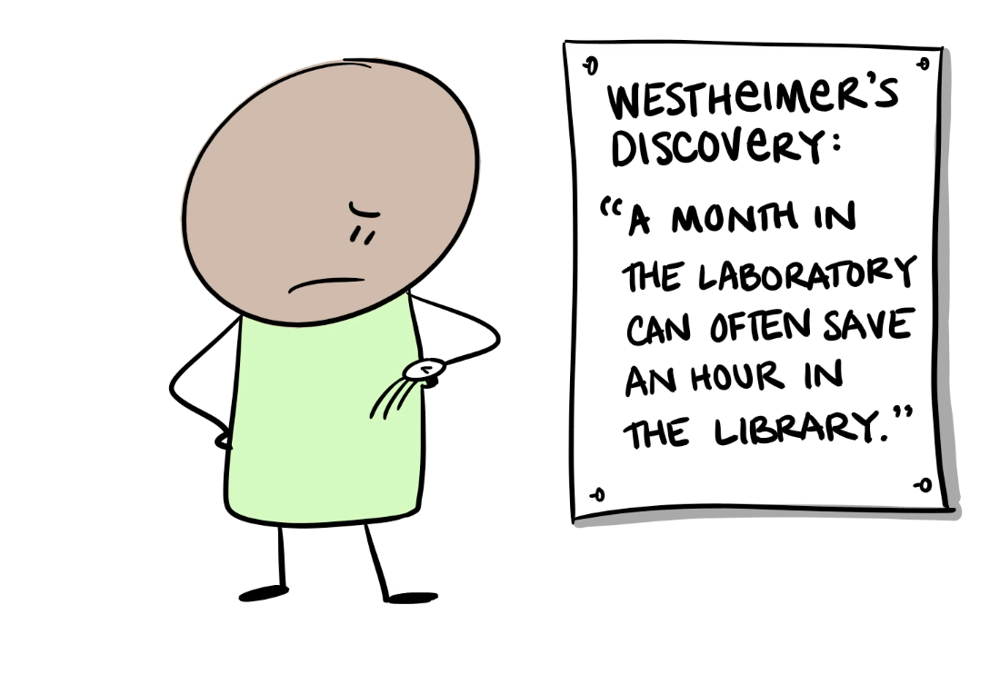 WESTHEIMER'S
DISCOVERY:
"A MONTH IN
THE LABORATORY
CAN OFTEN SAVE
AN HOUR IN
THE LIBRARY."